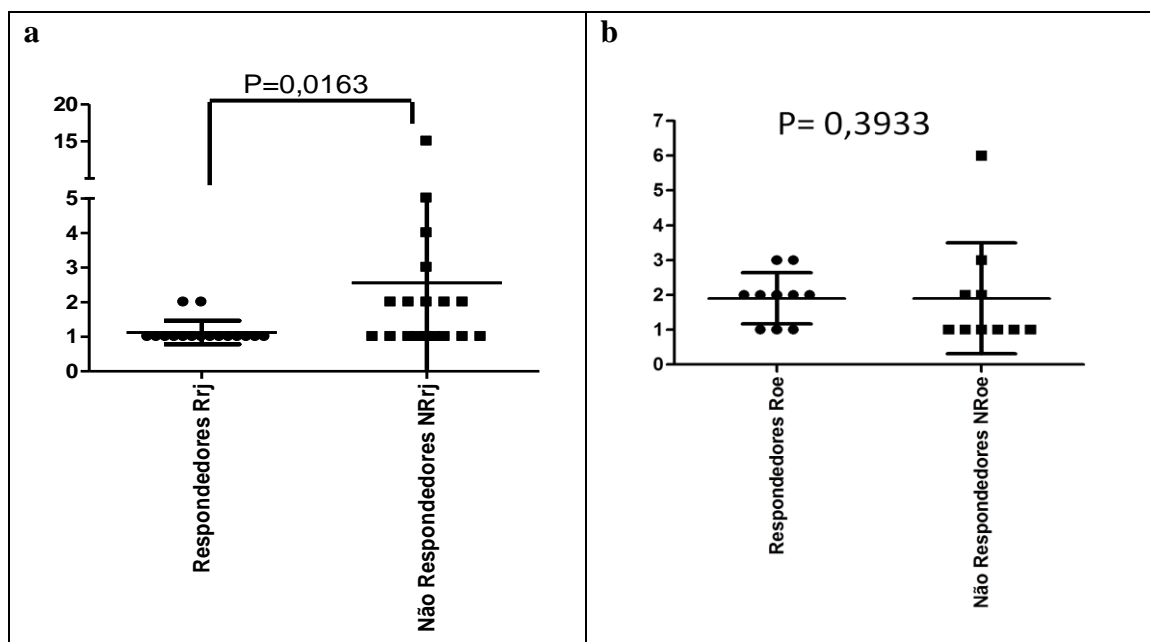 a
P=0,0163
20
15
5
4
3
2
1
0
Respondedores Rrj
Não Respondedores NRrj
b
P= 0,3933
7
6
5
4
3
2
1
0
Respondedores Roe
Não Respondedores NRoe